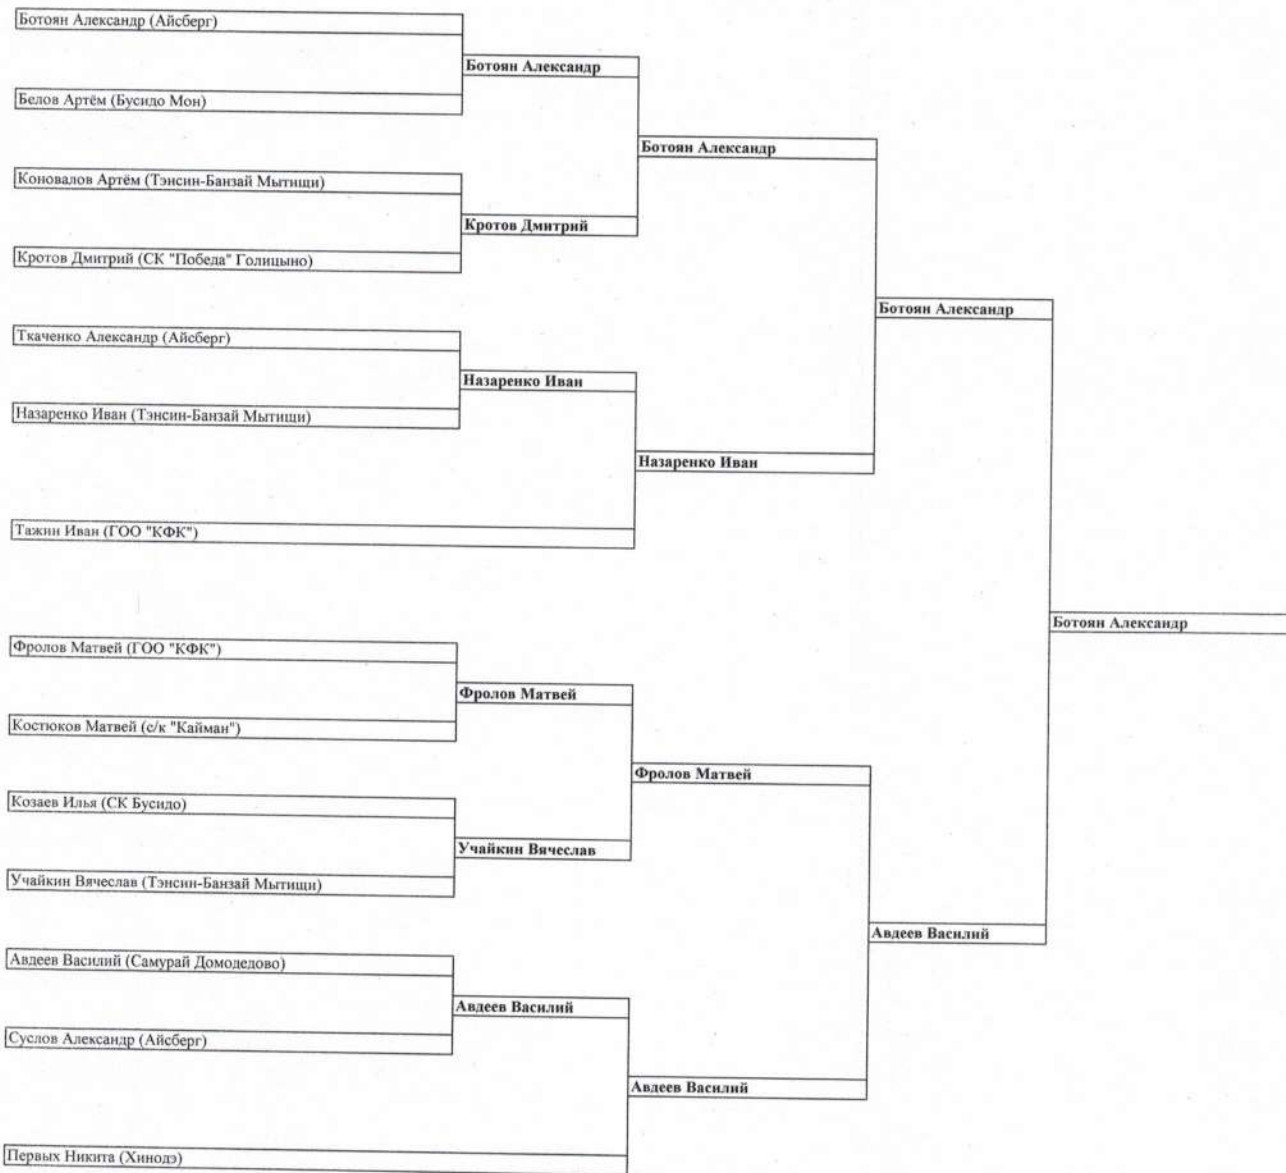 Ботоян Александр (Айсберг)
Ботоян Александр
Белов Артём (Бусидо Мон)
Ботоян Александр
Коновалов Артём (Тэнсин-Банзай Мытищи)
Кротов Дмитрий
Кротов Дмитрий (СК "Победа" Голицыно)
Ботоян Александр
Ткаченко Александр (Айсберг)
Назаренко Иван
Назаренко Иван (Тэнсин-Банзай Мытищи)
Назаренко Иван
Тажин Иван (ГОО "КФК")
Ботоян Александр
Фролов Матвей (ГОО "КФК")
Фролов Матвей
Костюков Матвей (с/к "Кайман")
Фролов Матвей
Козаев Илья (СК Бусидо)
Учайкин Вячеслав
Учайкин Вячеслав (Тэнсин-Банзай Мытищи)
Авдеев Василий
Авдеев Василий (Самурай Домодедово)
Авдеев Василий
Суслов Александр (Айсберг)
Авдеев Василий
Первых Никита (Хинодэ)